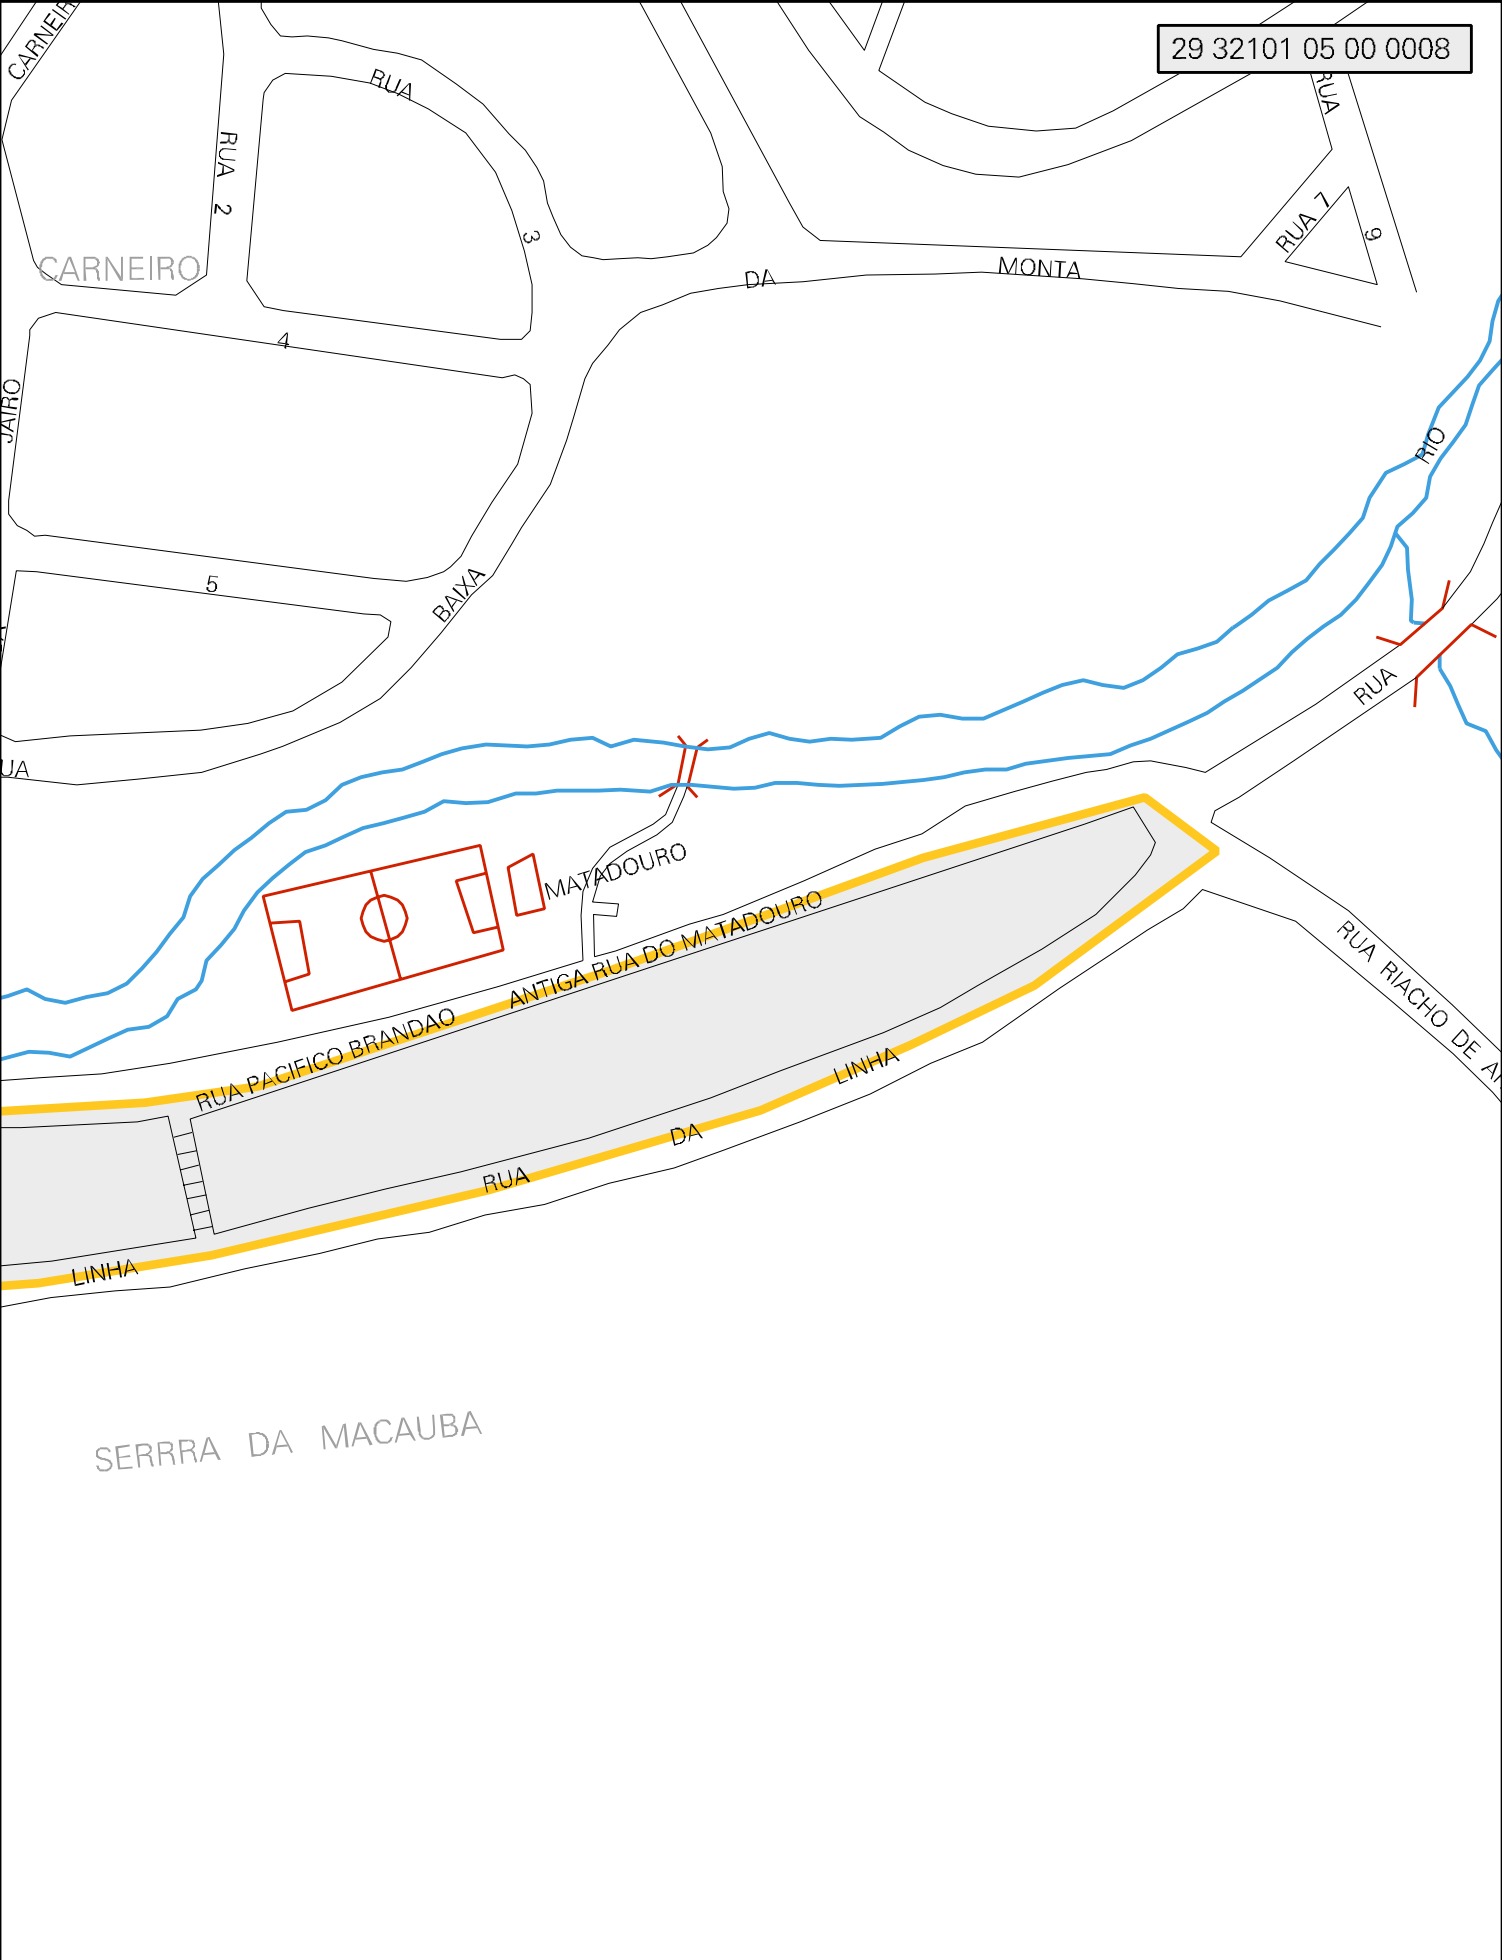 CARNEIR
29 32101 05 00 0008
RUA
RUA
RUA 2
RUA 7
9
3
CARNEIRO
DA
MONTA
4
JAIRO
RIO
5
BAIXA
RUA
UA
MATADOURO
ANTIGA RUA DO MATADOURO
RUA PACIFICO BRANDAO
RUA RIACHO DE
LINHA
DA
RUA
LINHA
SERRRA DA MACAUBA